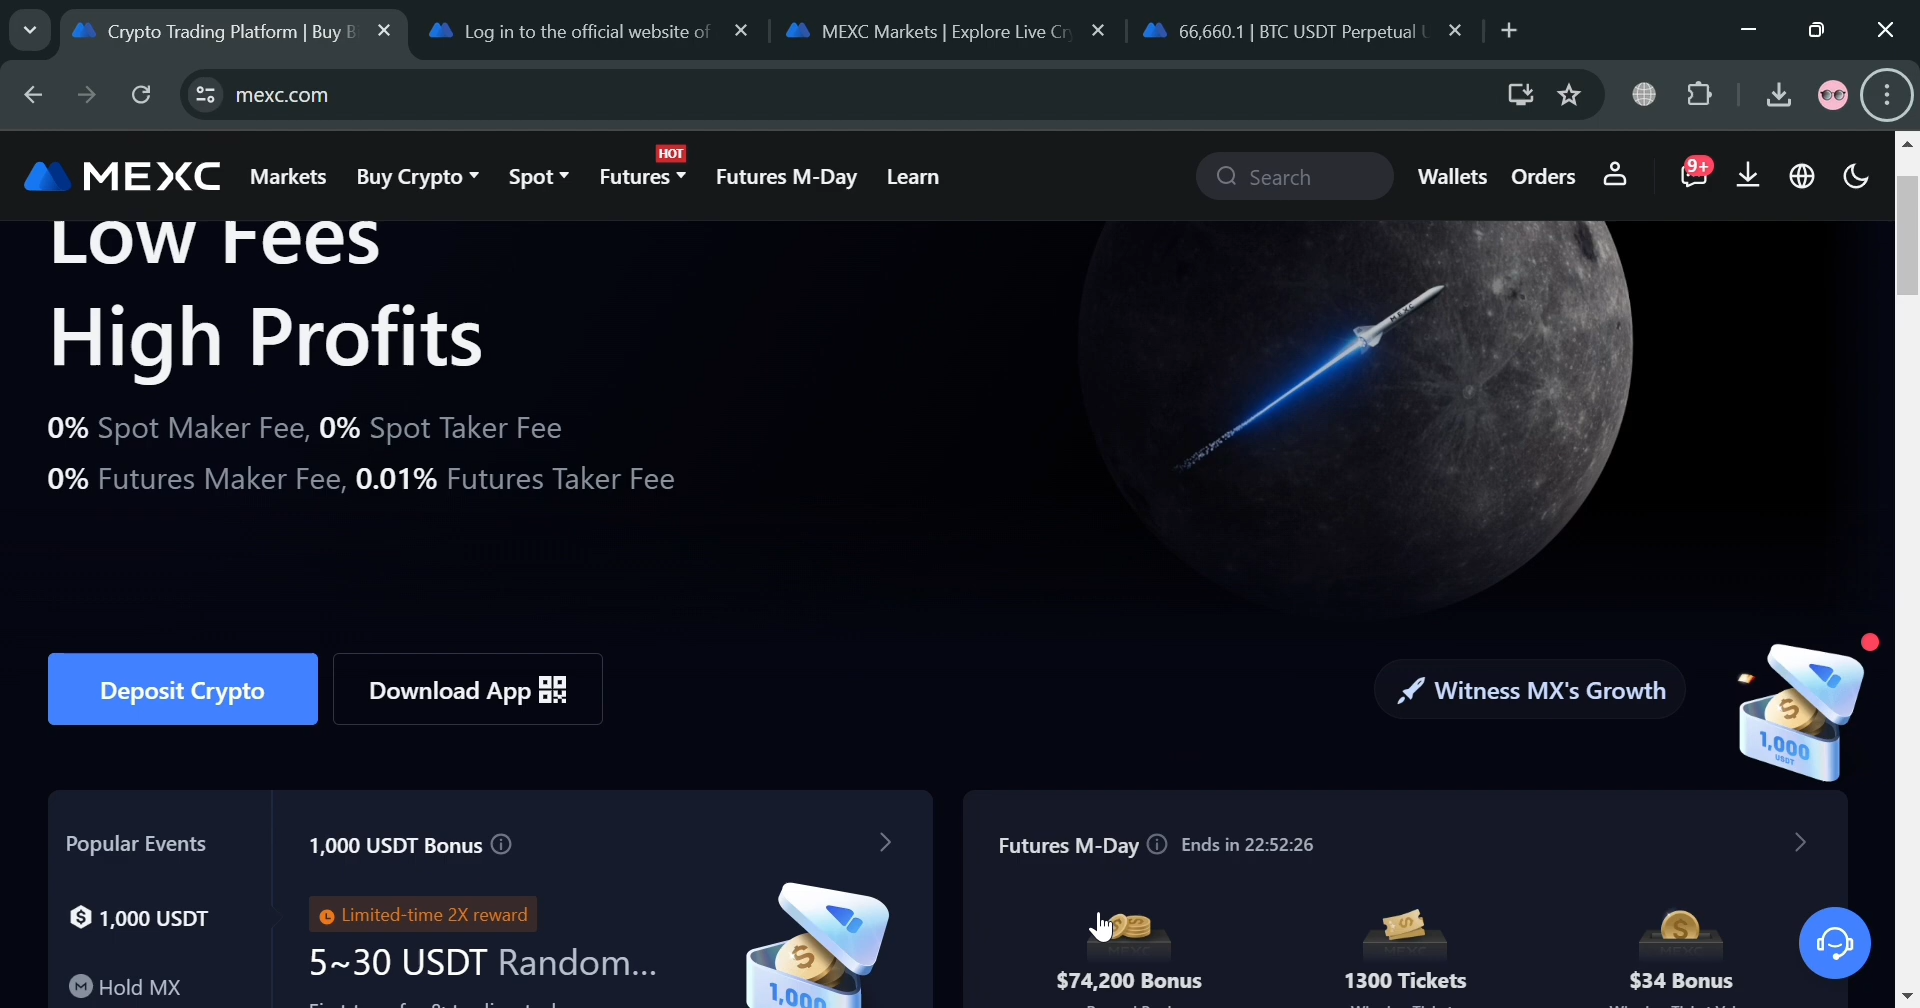 Crypto Trading Platform | Buy B
Log in to the official website of
MEXC Markets | Explore Live Cr
66,660.1 | BTC USDT Perpetual
mexc.com
MEXC
Markets
Buy Crypto
Spot
Futures
HOT
Futures M-Day
Learn
Search
Wallets
Orders
9+
Low Fees
High Profits
0% Spot Maker Fee, 0% Spot Taker Fee
0% Futures Maker Fee, 0.01% Futures Taker Fee
MEXC
Deposit Crypto
Download App
Witness MX's Growth
1,000
USDT
Popular Events
1,000 USDT
Hold MX
1,000 USDT Bonus
Limited-time 2X reward
5~30 USDT Random...
1,000
Futures M-Day
Ends in 22:52:26
$74,200 Bonus
1300 Tickets
$34 Bonus